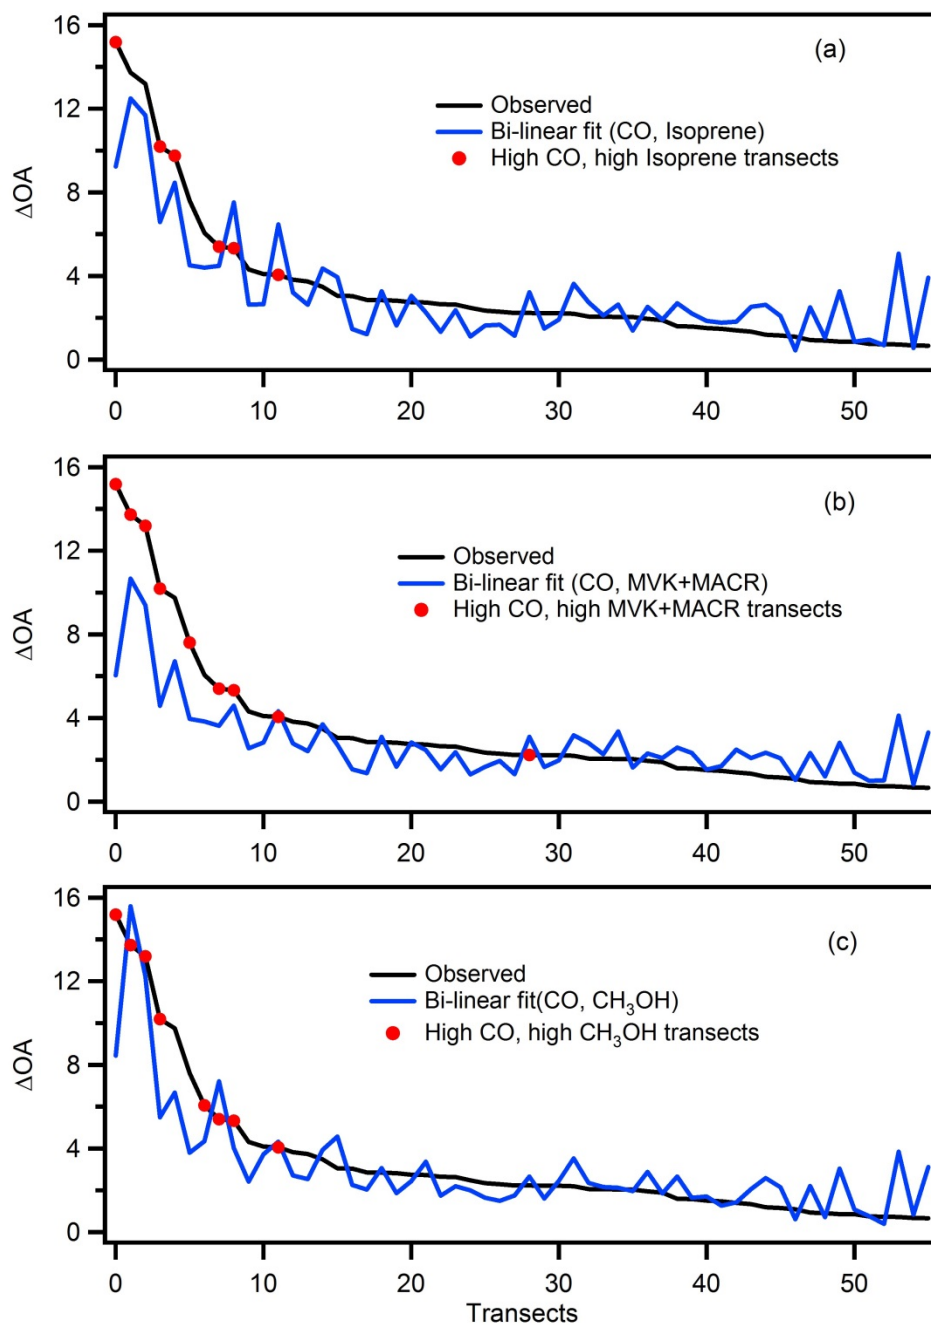 16
(a)
12
Observed
Bi-linear fit (CO, Isoprene)
High CO, high Isoprene transects
ΔOA
8
4
0
0 10 20 30 40 50
16
(b)
12
Observed
Bi-linear fit (CO, MVK+MACR)
High CO, high MVK+MACR transects
ΔOA
8
4
0
0 10 20 30 40 50
16
(c)
12
Observed
Bi-linear fit(CO, CH₃OH)
High CO, high CH₃OH transects
ΔOA
8
4
0
0 10 20 30 40 50
Transects